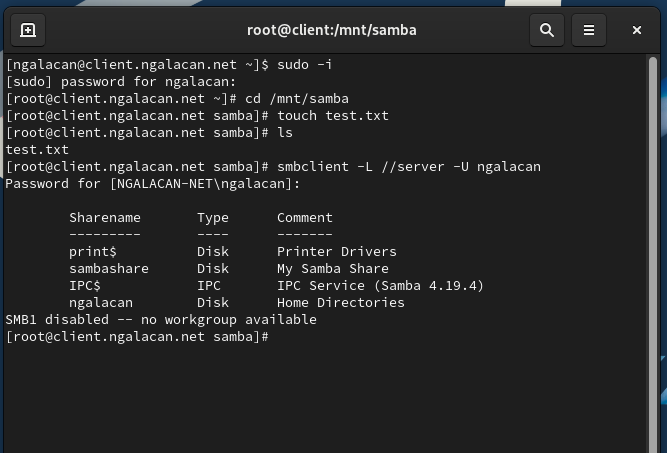 root@client:/mnt/samba
[ngalacan@client.ngalacan.net ~]$ sudo -i
[sudo] password for ngalacan:
[root@client.ngalacan.net ~]# cd /mnt/samba
[root@client.ngalacan.net samba]# touch test.txt
[root@client.ngalacan.net samba]# ls
test.txt
[root@client.ngalacan.net samba]# smbclient -L //server -U ngalacan
Password for [NGALACAN-NET\ngalacan]:
Sharename Type Comment
--------- ---- -------
print$ Disk Printer Drivers
sambashare Disk My Samba Share
IPC$ IPC IPC Service (Samba 4.19.4)
ngalacan Disk Home Directories
SMB1 disabled -- no workgroup available
[root@client.ngalacan.net samba]#